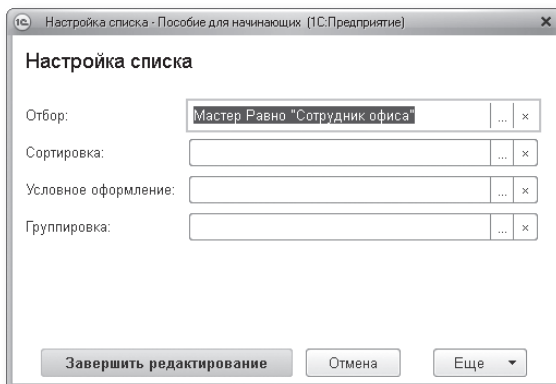 1С Настройка списка - Пособие для начинающих (1С:Предприятие) ×
Настройка списка
Отбор: Мастер Равно "Сотрудник офиса" ... ×
Сортировка: ... ×
Условное оформление: ... ×
Группировка: ... ×
Завершить редактирование Отмена Еще